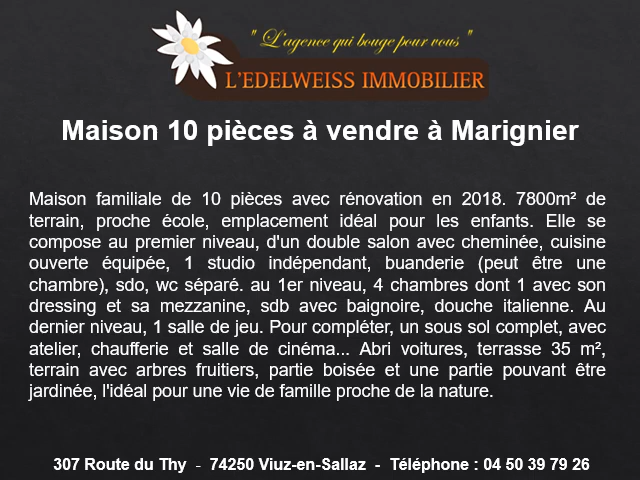 " L'agence qui bouge pour vous "
L'EDELWEISS IMMOBILIER
Maison 10 pièces à vendre à Marignier
Maison familiale de 10 pièces avec rénovation en 2018. 7800m² de
terrain, proche école, emplacement idéal pour les enfants. Elle se
compose au premier niveau, d'un double salon avec cheminée, cuisine
ouverte équipée, 1 studio indépendant, buanderie (peut être une
chambre), sdo, wc séparé. au 1er niveau, 4 chambres dont 1 avec son
dressing et sa mezzanine, sdb avec baignoire, douche italienne. Au
dernier niveau, 1 salle de jeu. Pour compléter, un sous sol complet, avec
atelier, chaufferie et salle de cinéma... Abri voitures, terrasse 35 m²,
terrain avec arbres fruitiers, partie boisée et une partie pouvant être
jardinée, l'idéal pour une vie de famille proche de la nature.
307 Route du Thy - 74250 Viuz-en-Sallaz - Téléphone : 04 50 39 79 26